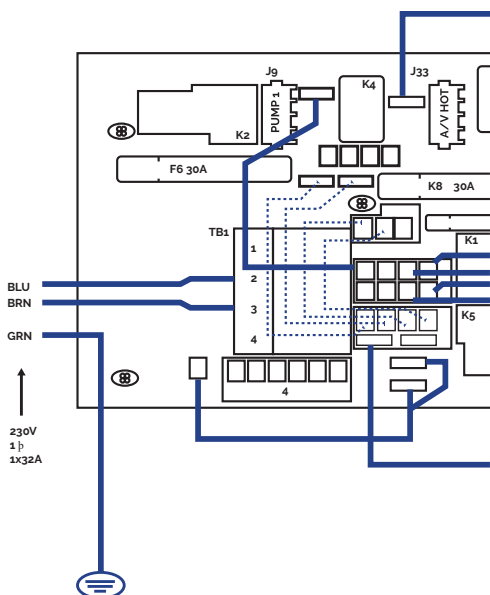 J9
J33
PUMP 1
K4
A/V HOT
K2
F6 30A
K8 30A
TB1
1
K1
2
BLU
BRN
3
K5
GRN
4
4
230V
1 þ
1x32A